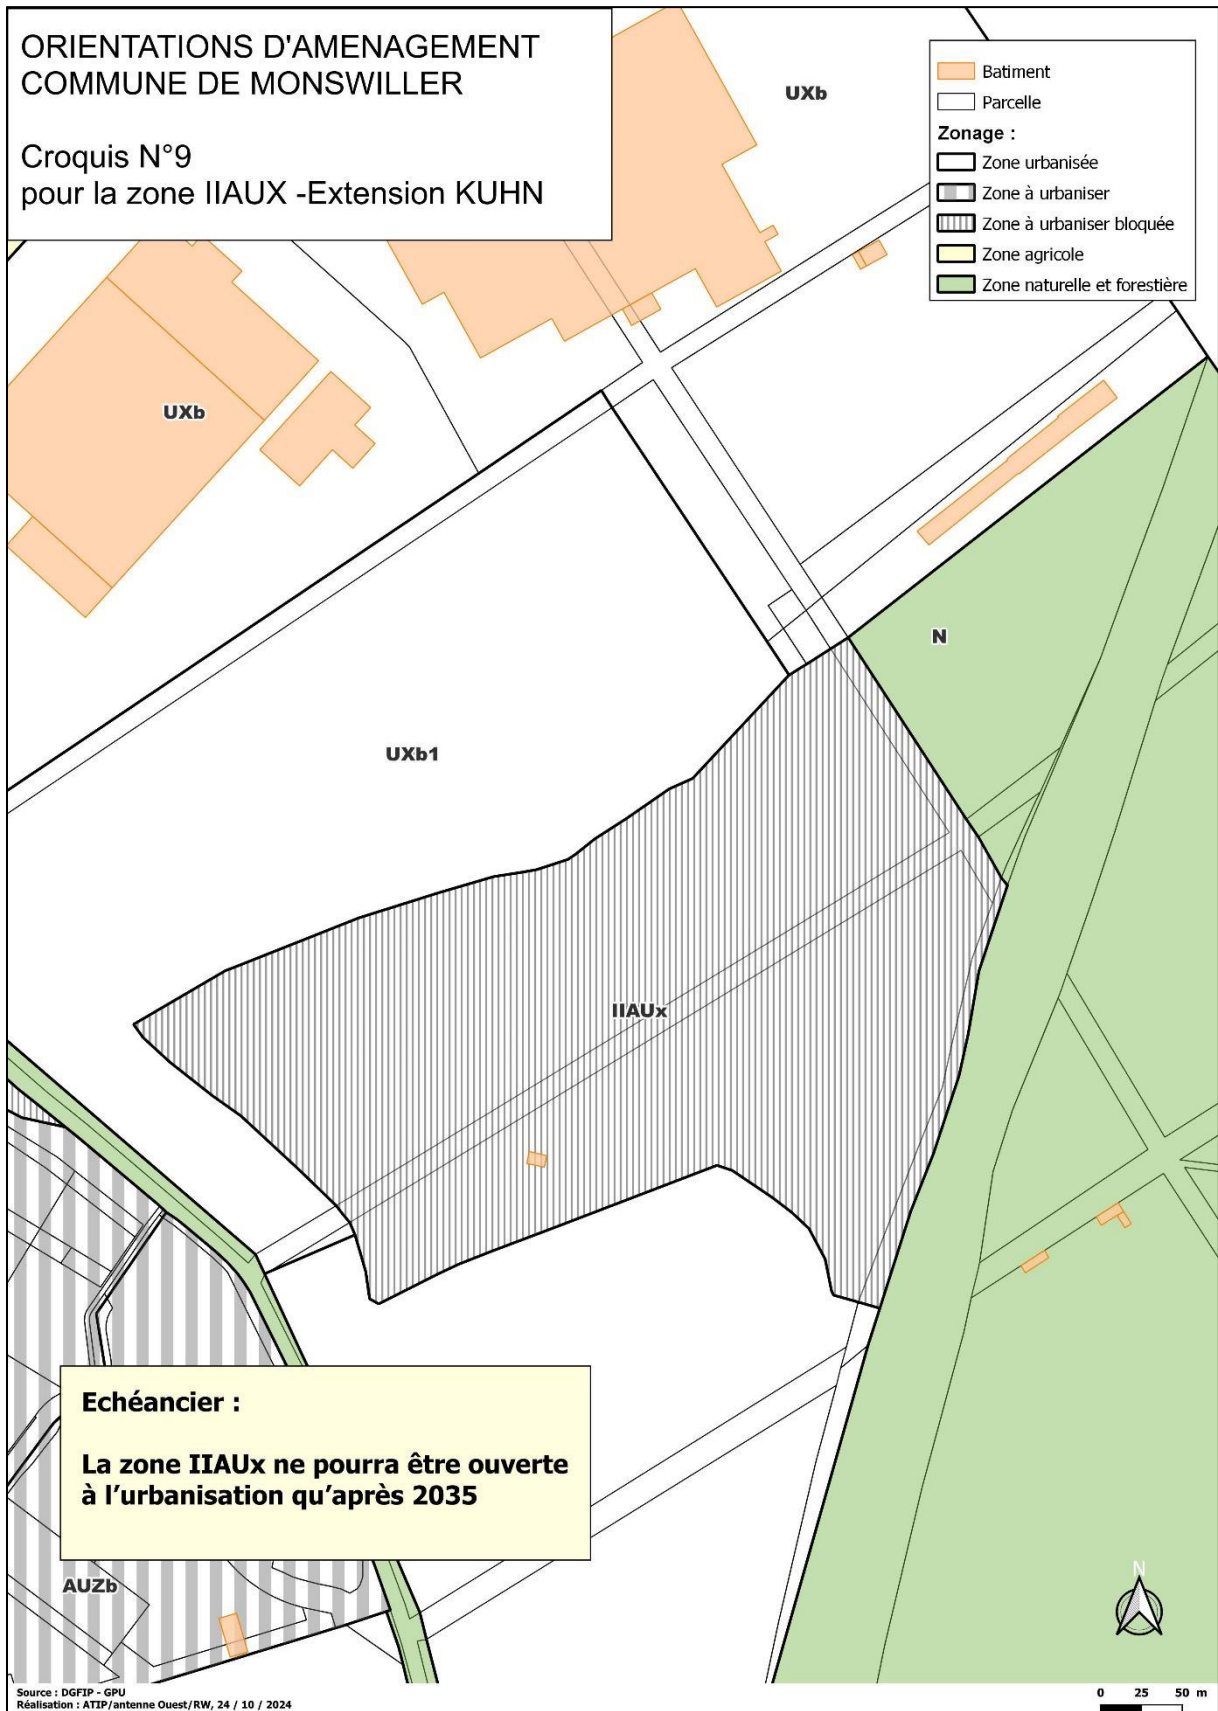 ORIENTATIONS D'AMENAGEMENT
COMMUNE DE MONSWILLER
Croquis N°9
pour la zone IIAUX -Extension KUHN
Batiment
Parcelle
Zonage :
Zone urbanisée
Zone à urbaniser
Zone à urbaniser bloquée
Zone agricole
Zone naturelle et forestière
UXb
UXb
N
UXb1
IIAUx
Echéancier :
La zone IIAUx ne pourra être ouverte
à l'urbanisation qu'après 2035
AUZb
N
Source : DGFIP - GPU
Réalisation : ATIP/antenne Ouest/RW, 24 / 10 / 2024
0 25 50 m